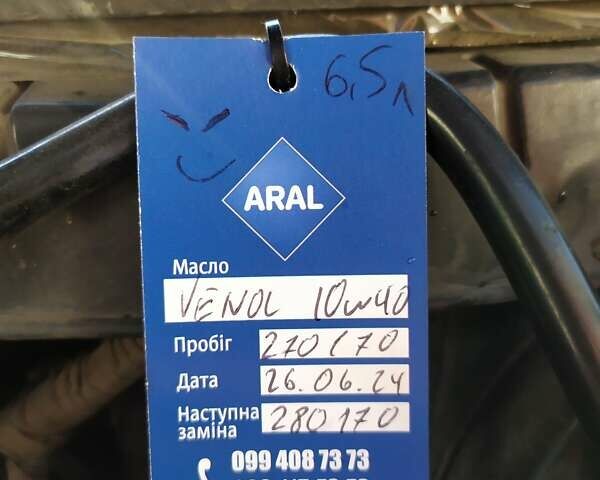 6,5л
ARAL
Масло
VENOL 10w40
Пробіг 270170
Дата 26.06.24
Наступна заміна 280170
099 408 73 73